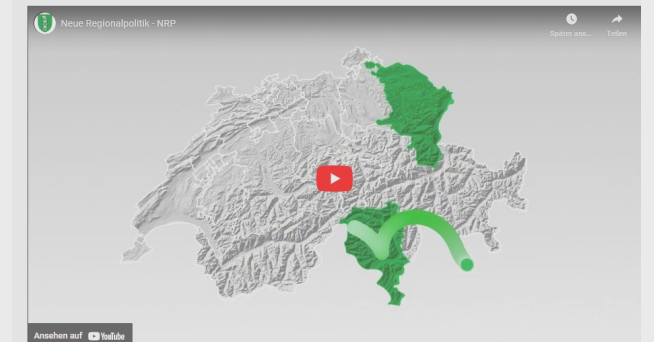 Neue Regionalpolitik - NRP
Später ans...
Teilen
Ansehen auf YouTube